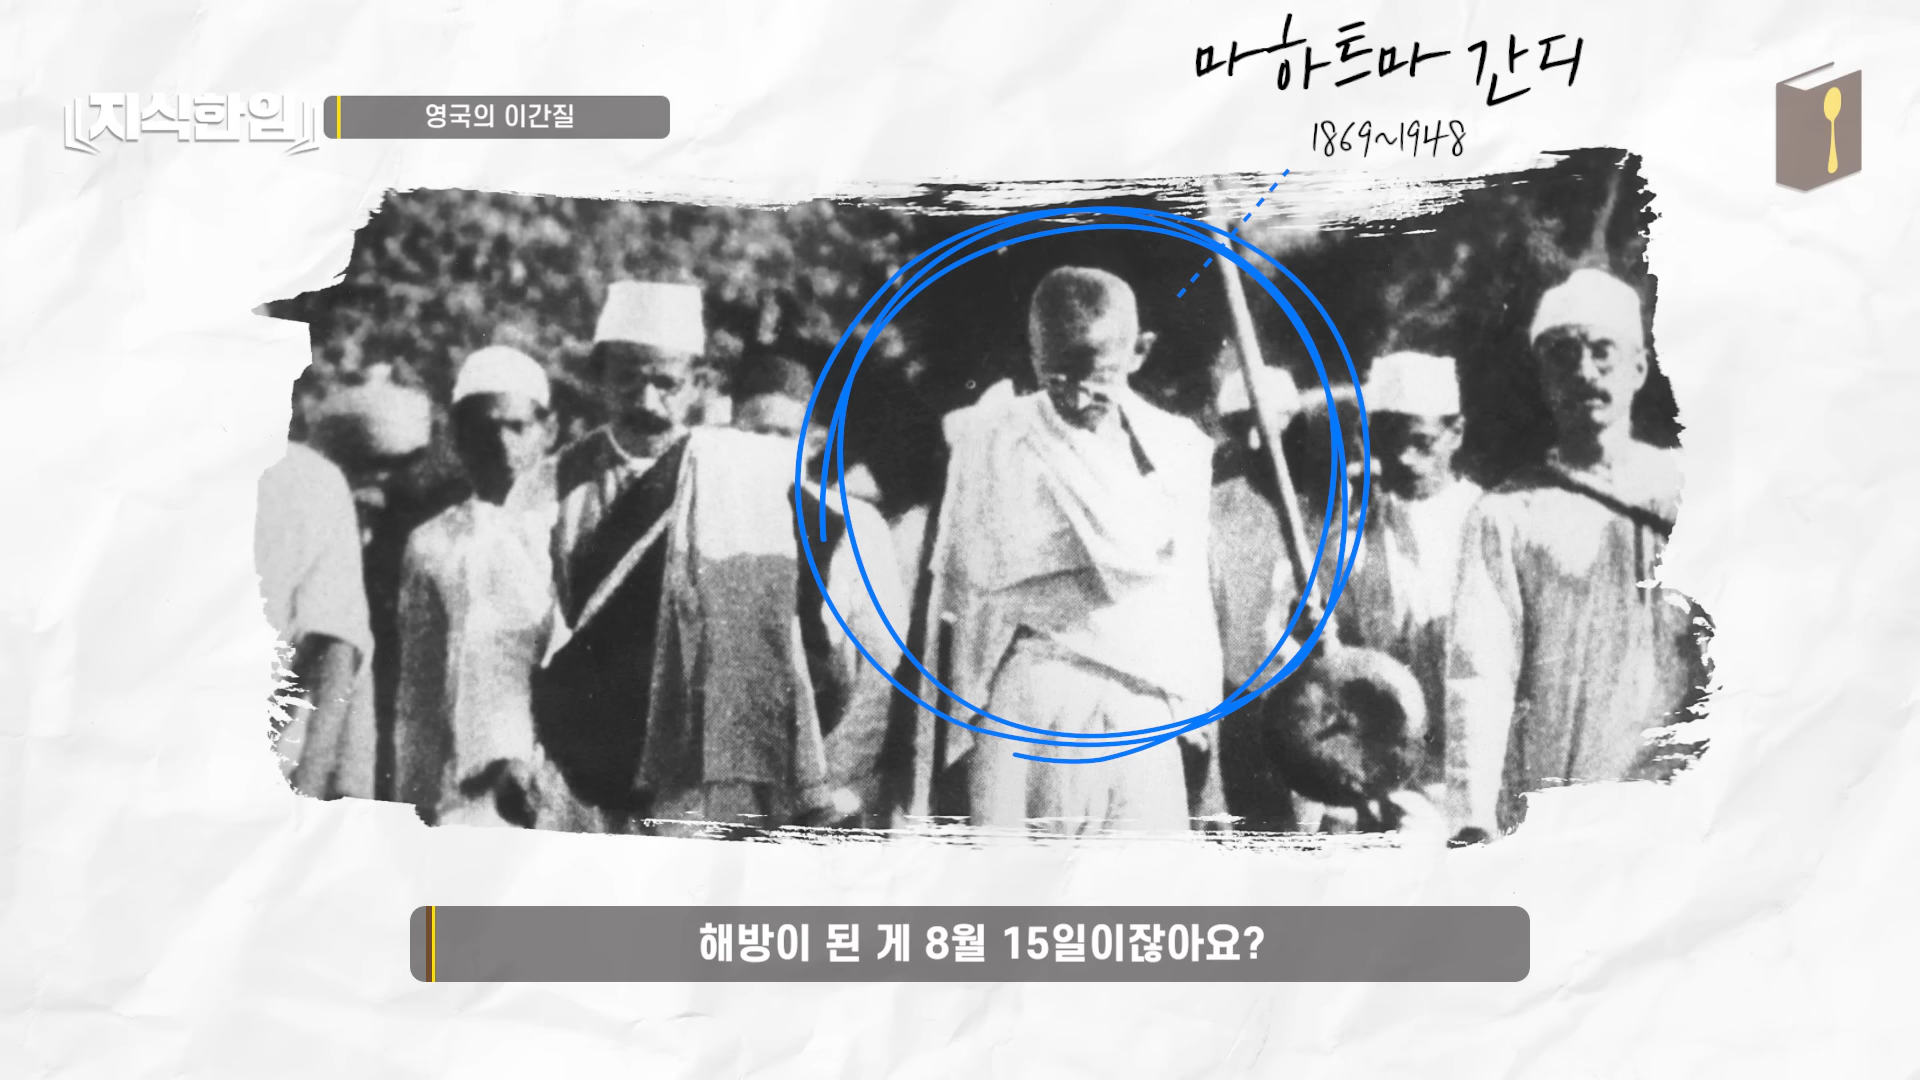 마하트마 간디
1869~1948
지식한입
영국의 이간질
해방이 된 게 8월 15일이잖아요?